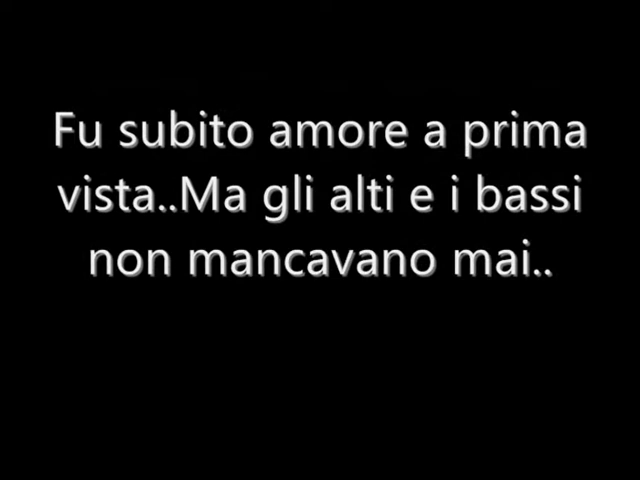 Fu subito amore a prima
vista..Ma gli alti e i bassi
non mancavano mai..